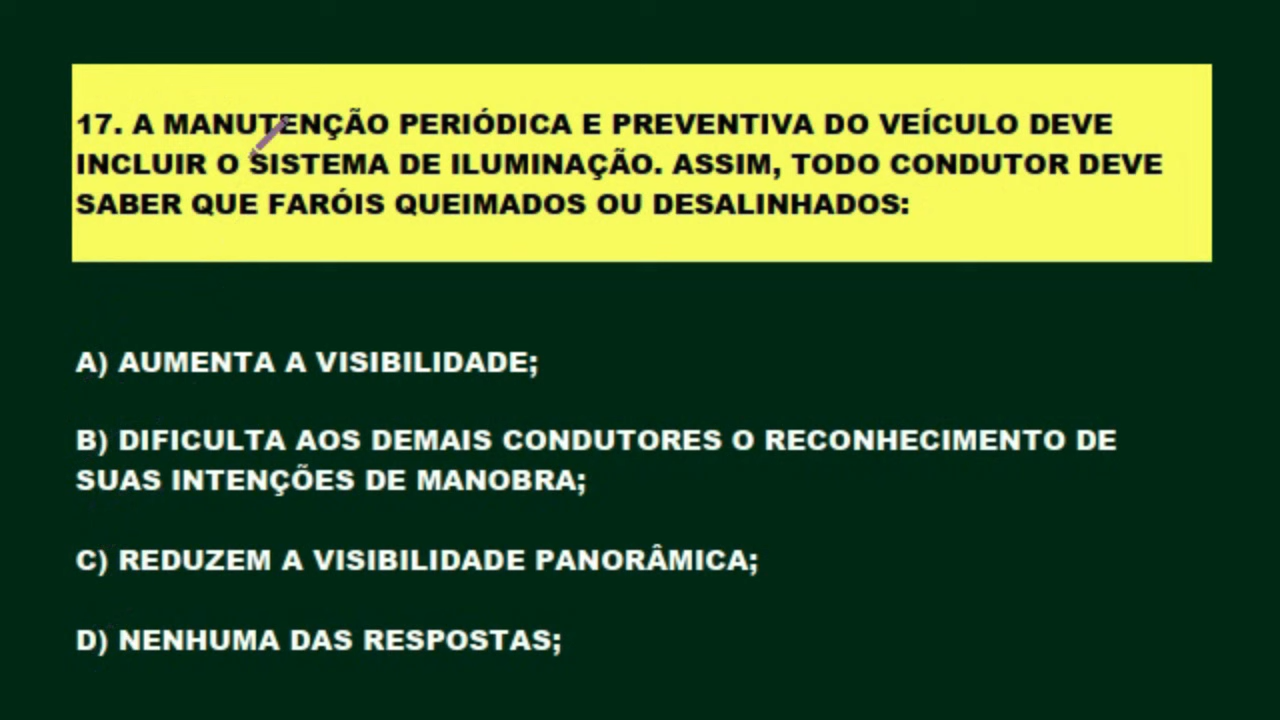 17. A MANUTENÇÃO PERIÓDICA E PREVENTIVA DO VEÍCULO DEVE
INCLUIR O SISTEMA DE ILUMINAÇÃO. ASSIM, TODO CONDUTOR DEVE
SABER QUE FARÓIS QUEIMADOS OU DESALINHADOS:
A) AUMENTA A VISIBILIDADE;
B) DIFICULTA AOS DEMAIS CONDUTORES O RECONHECIMENTO DE
SUAS INTENÇÕES DE MANOBRA;
C) REDUZEM A VISIBILIDADE PANORÂMICA;
D) NENHUMA DAS RESPOSTAS;